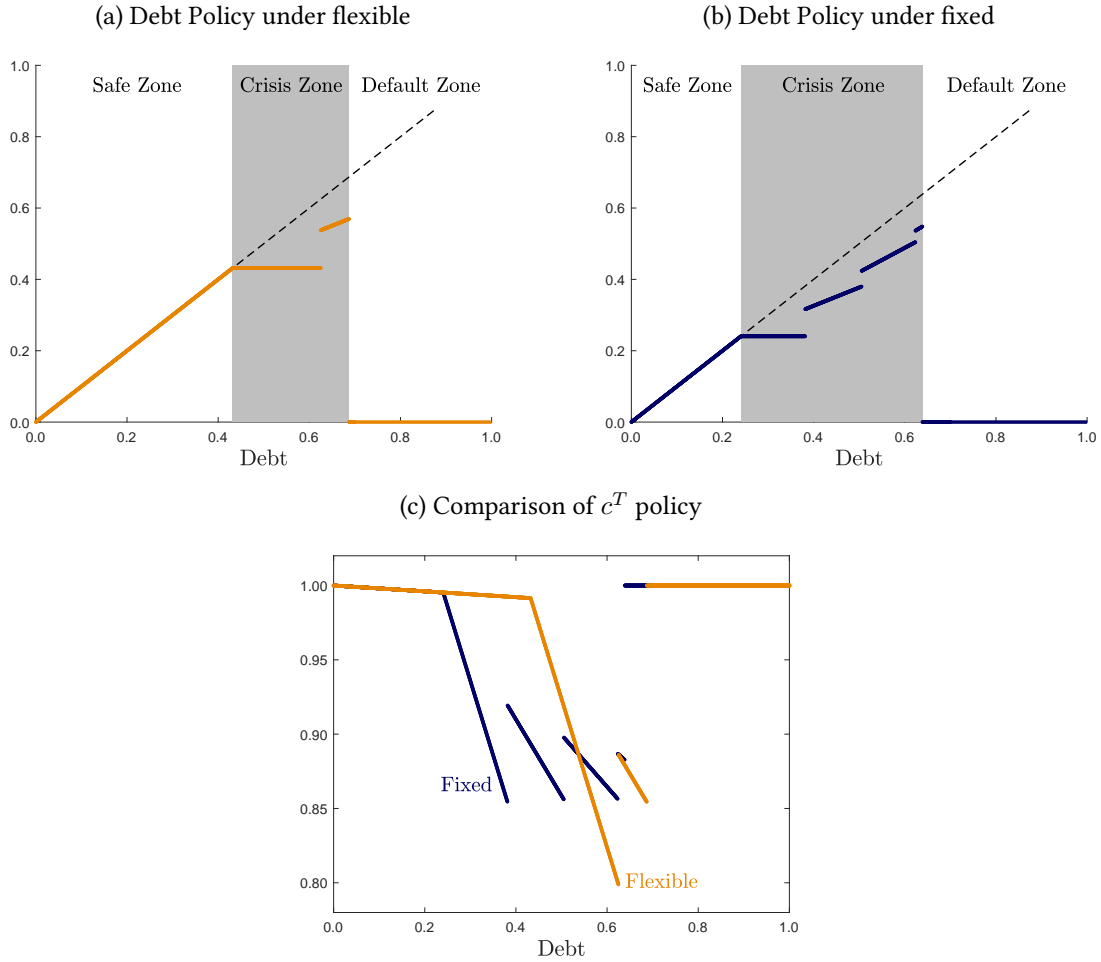 (a) Debt Policy under flexible
(b) Debt Policy under fixed
1.0
0.8
0.6
0.4
0.2
0.0
Safe Zone
Crisis Zone
Default Zone
0.0 0.2 0.4 0.6 0.8 1.0
Debt
1.0
0.8
0.6
0.4
0.2
0.0
Safe Zone
Crisis Zone
Default Zone
0.0 0.2 0.4 0.6 0.8 1.0
Debt
(c) Comparison of c^T policy
1.00
0.95
0.90
0.85
0.80
Fixed
Flexible
0.0 0.2 0.4 0.6 0.8 1.0
Debt